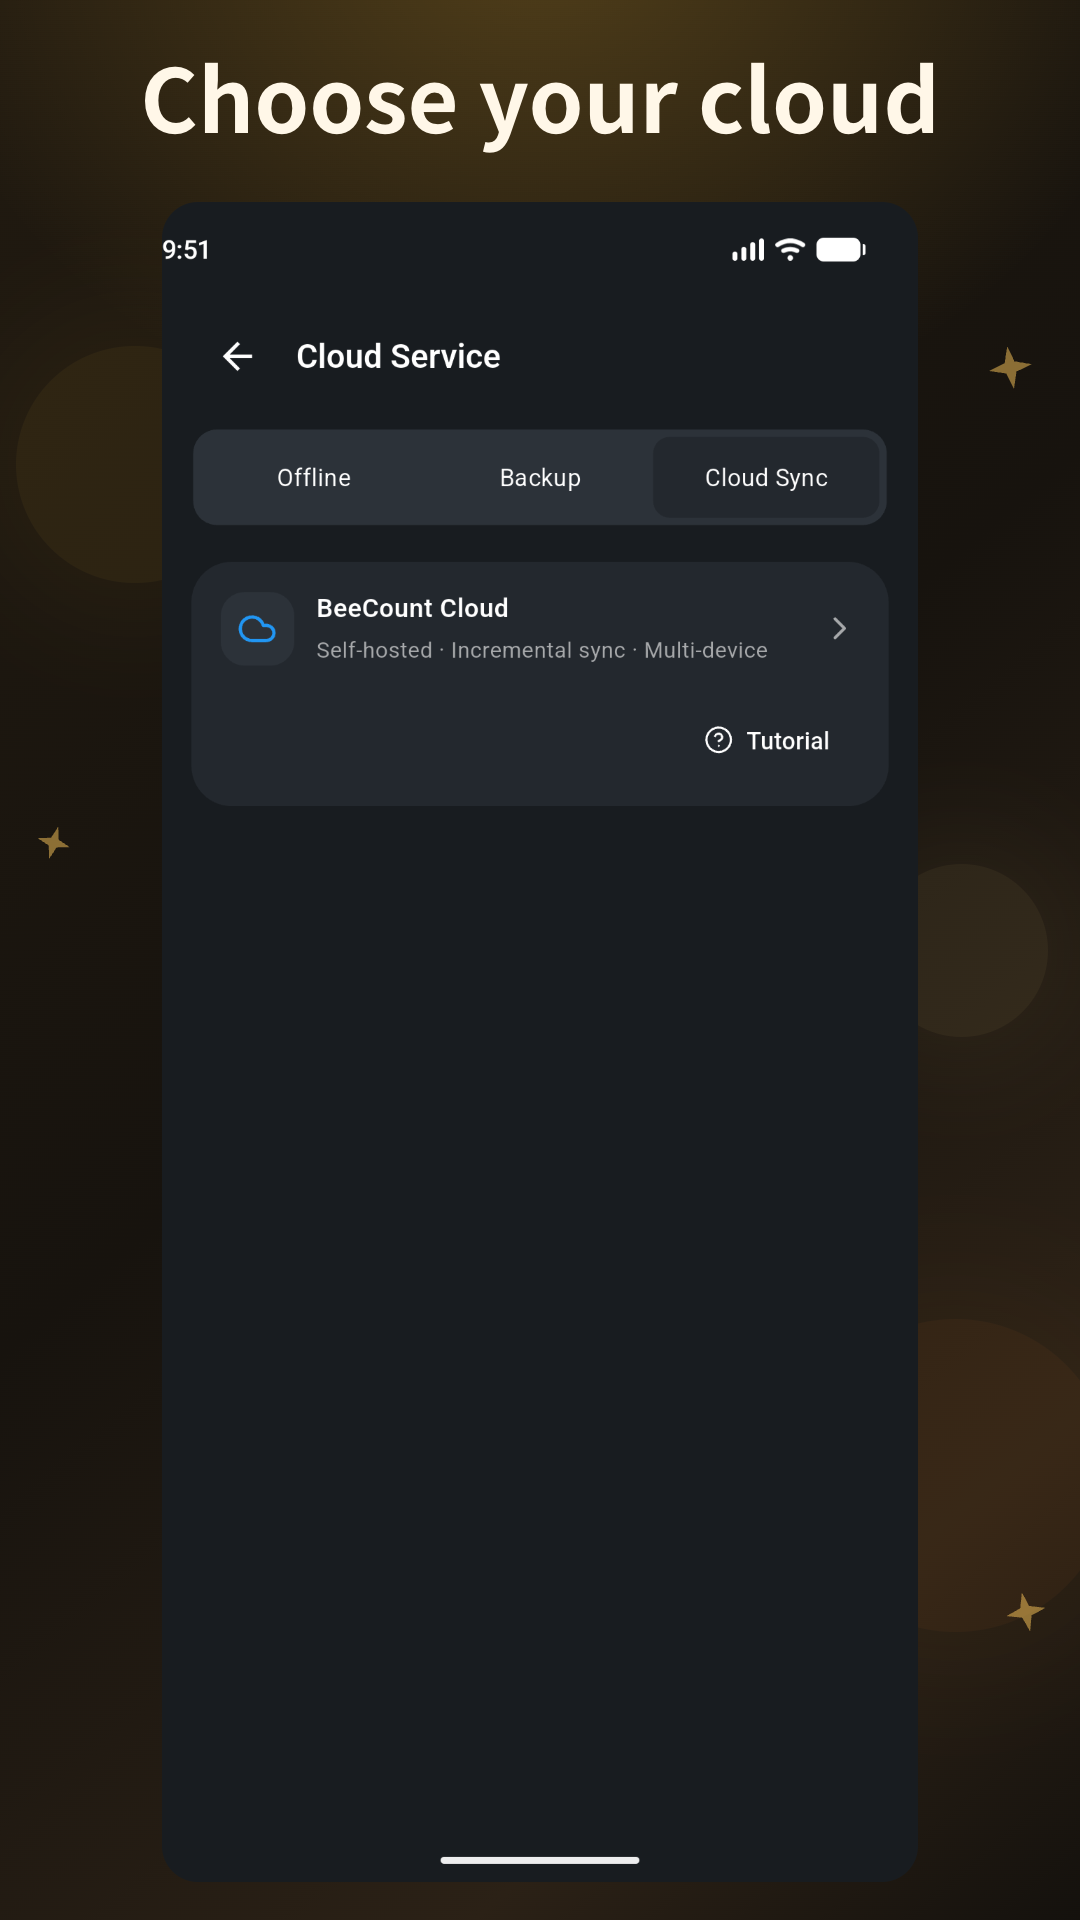 Choose your cloud
9:51
Cloud Service
Offline Backup Cloud Sync
BeeCount Cloud
Self-hosted · Incremental sync · Multi-device
Tutorial